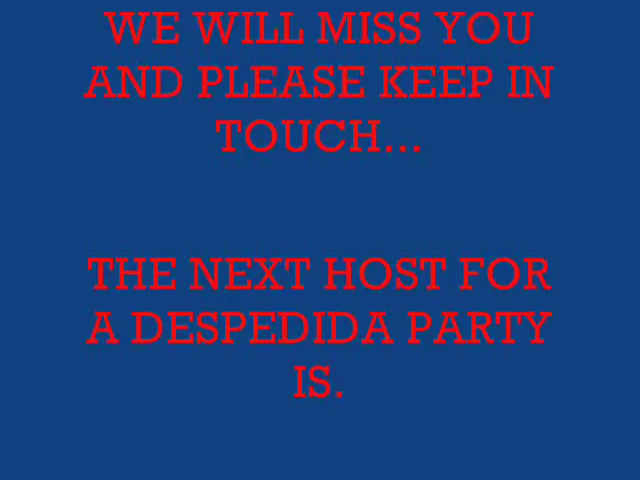 WE WILL MISS YOU
AND PLEASE KEEP IN
TOUCH...
THE NEXT HOST FOR
A DESPEDIDA PARTY
IS.